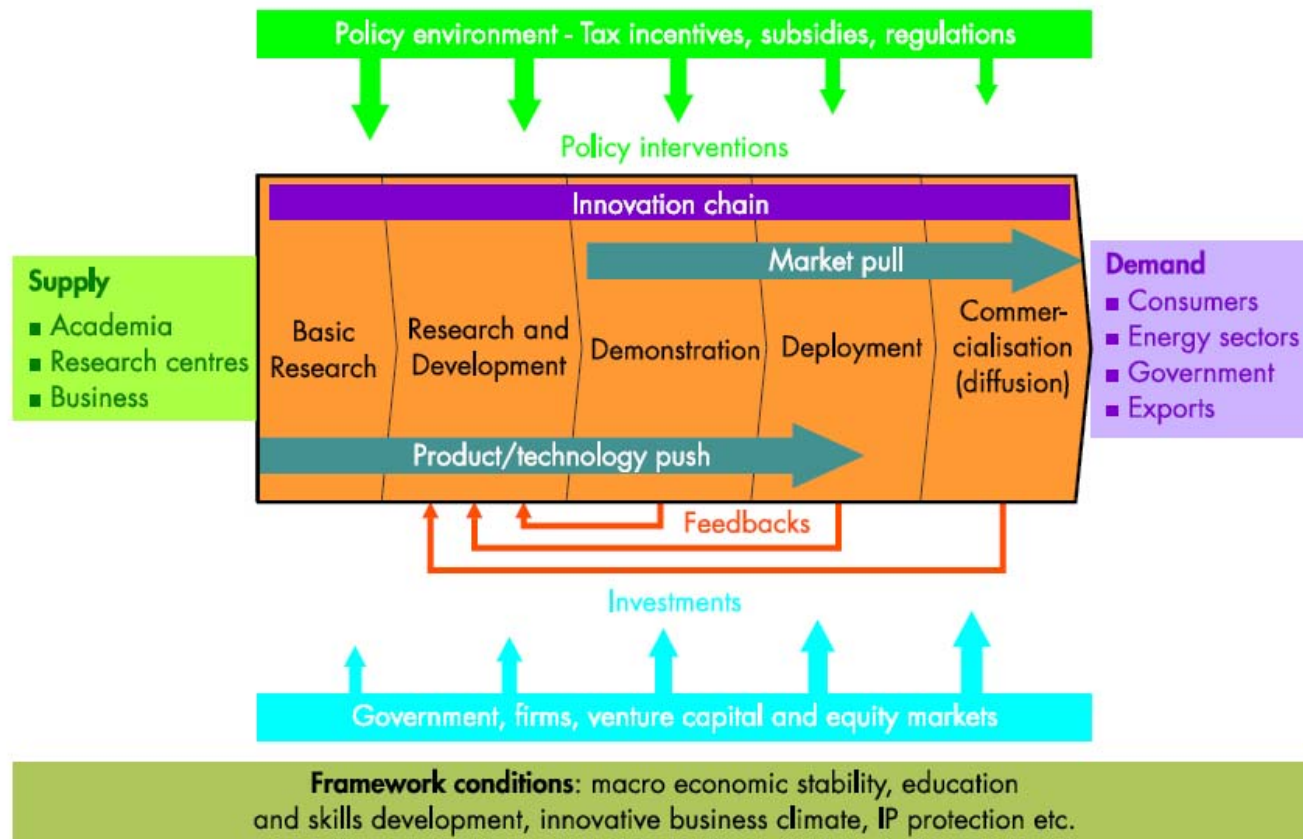 Policy environment - Tax incentives, subsidies, regulations
Policy interventions
Innovation chain
Market pull
Supply
▪ Academia
▪ Research centres
▪ Business
Basic
Research
Research and
Development
Demonstration
Deployment
Commer-
cialisation
(diffusion)
Demand
▪ Consumers
▪ Energy sectors
▪ Government
▪ Exports
Product/technology push
Feedbacks
Investments
Government, firms, venture capital and equity markets
Framework conditions: macro economic stability, education
and skills development, innovative business climate, IP protection etc.